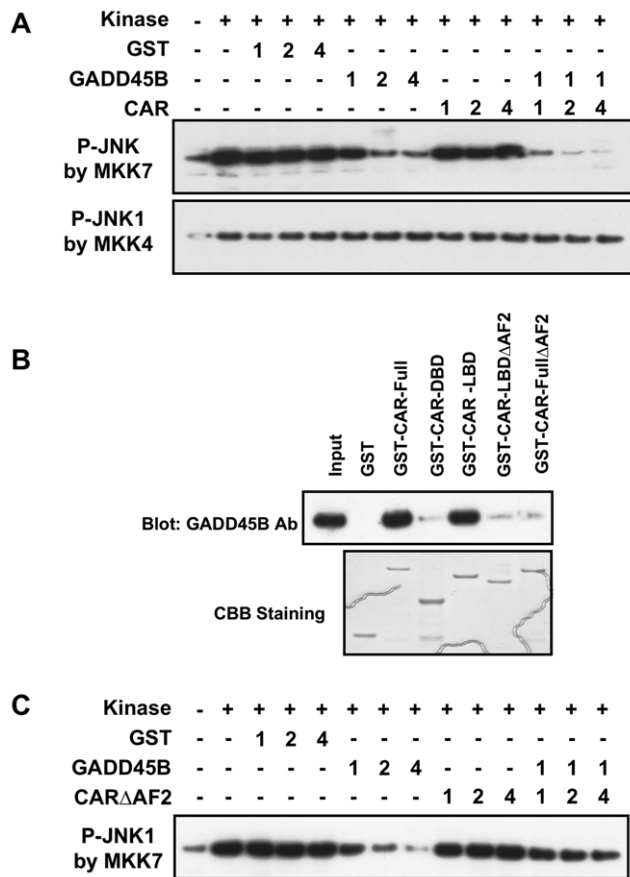 A
Kinase - + + + + + + + + + + + + +
GST - - 1 2 4 - - - - - - - - -
GADD45B - - - - - 1 2 4 - - - 1 1 1
CAR - - - - - - - - 1 2 4 1 2 4
P-JNK
by MKK7
P-JNK1
by MKK4
B
Input
GST
GST-CAR-Full
GST-CAR-DBD
GST-CAR -LBD
GST-CAR-LBDΔAF2
GST-CAR-FullΔAF2
Blot: GADD45B Ab
CBB Staining
C
Kinase - + + + + + + + + + + + + +
GST - - 1 2 4 - - - - - - - - -
GADD45B - - - - - 1 2 4 - - - 1 1 1
CARΔAF2 - - - - - - - - 1 2 4 1 2 4
P-JNK1
by MKK7